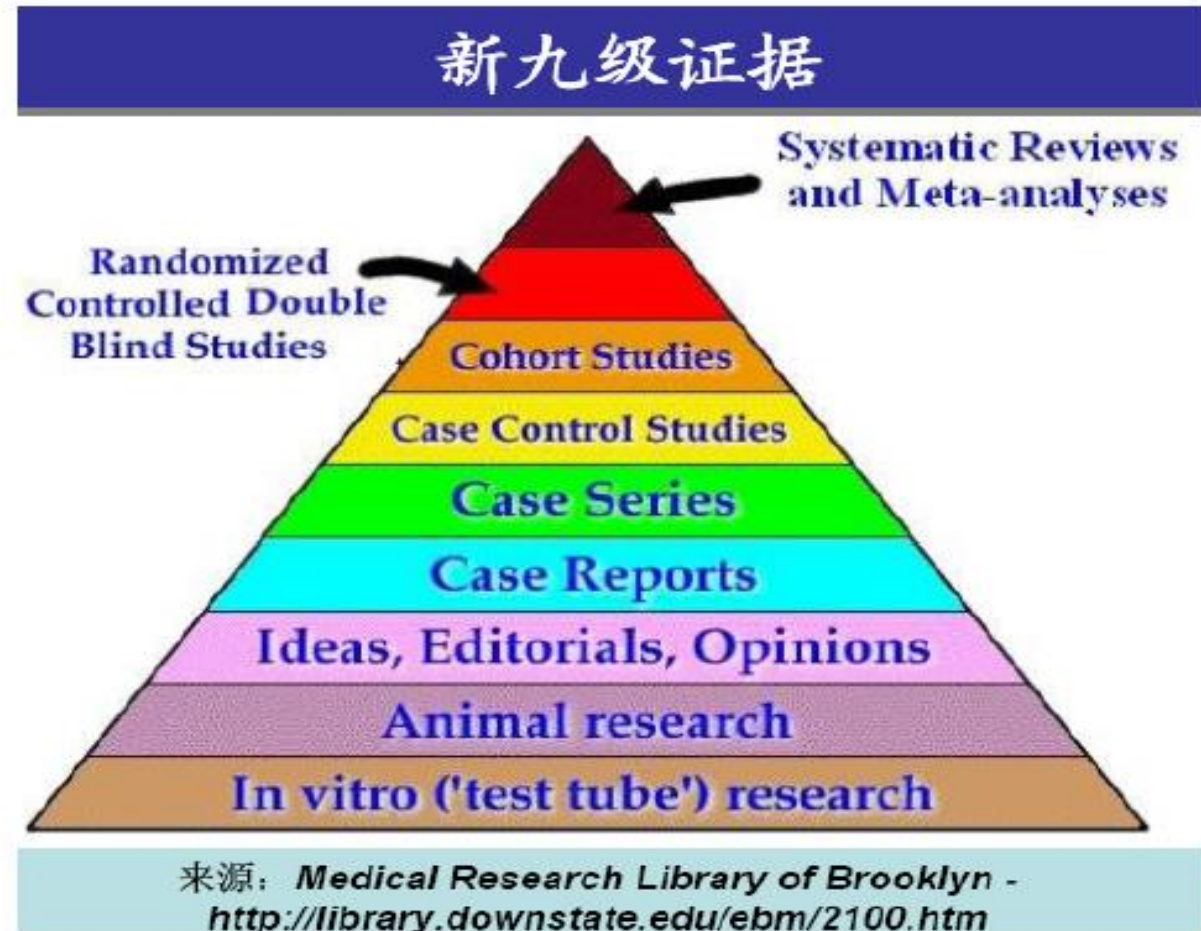 新九级证据
Systematic Reviews
and Meta-analyses
Randomized
Controlled Double
Blind Studies
Cohort Studies
Case Control Studies
Case Series
Case Reports
Ideas, Editorials, Opinions
Animal research
In vitro ('test tube') research
来源：Medical Research Library of Brooklyn -
http://library.downstate.edu/ebm/2100.htm